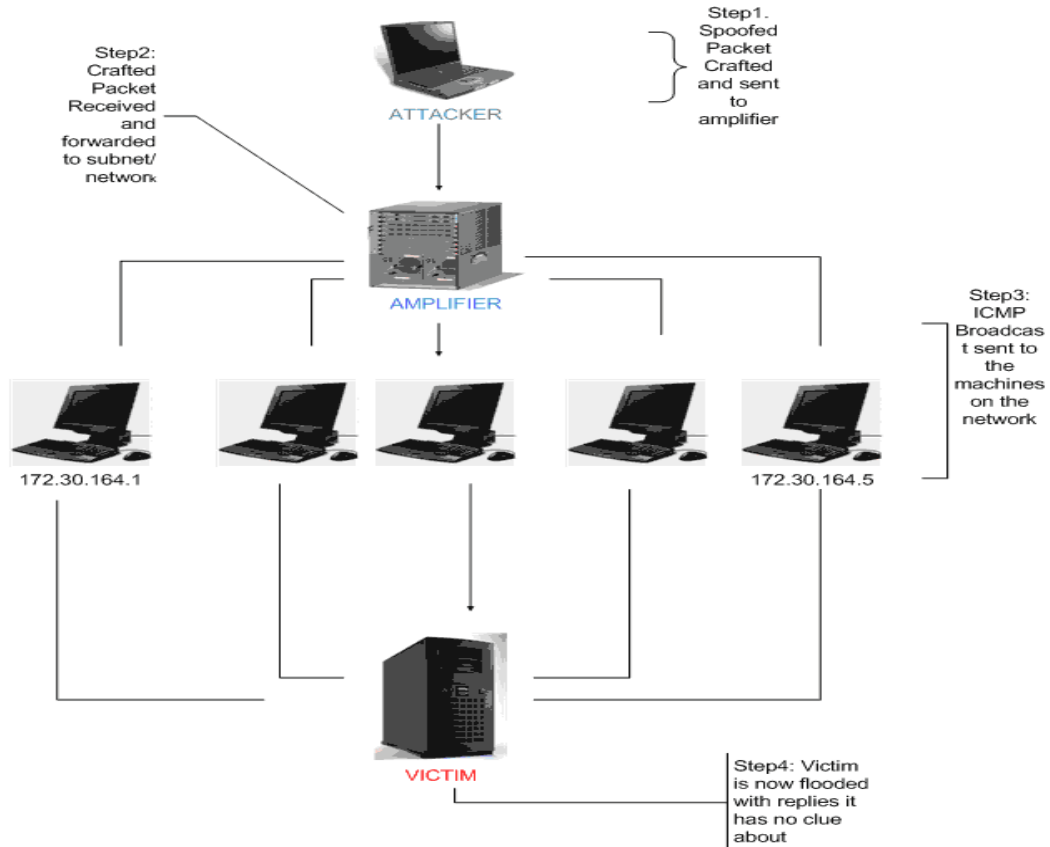 Step1.
Spoofed
Packet
Crafted
and sent
to
amplifier
Step2:
Crafted
Packet
Received
and
forwarded
to subnet/
network
ATTACKER
AMPLIFIER
Step3:
ICMP
Broadcas
t sent to
the
machines
on the
network
172.30.164.1
172.30.164.5
VICTIM
Step4: Victim
is now flooded
with replies it
has no clue
about